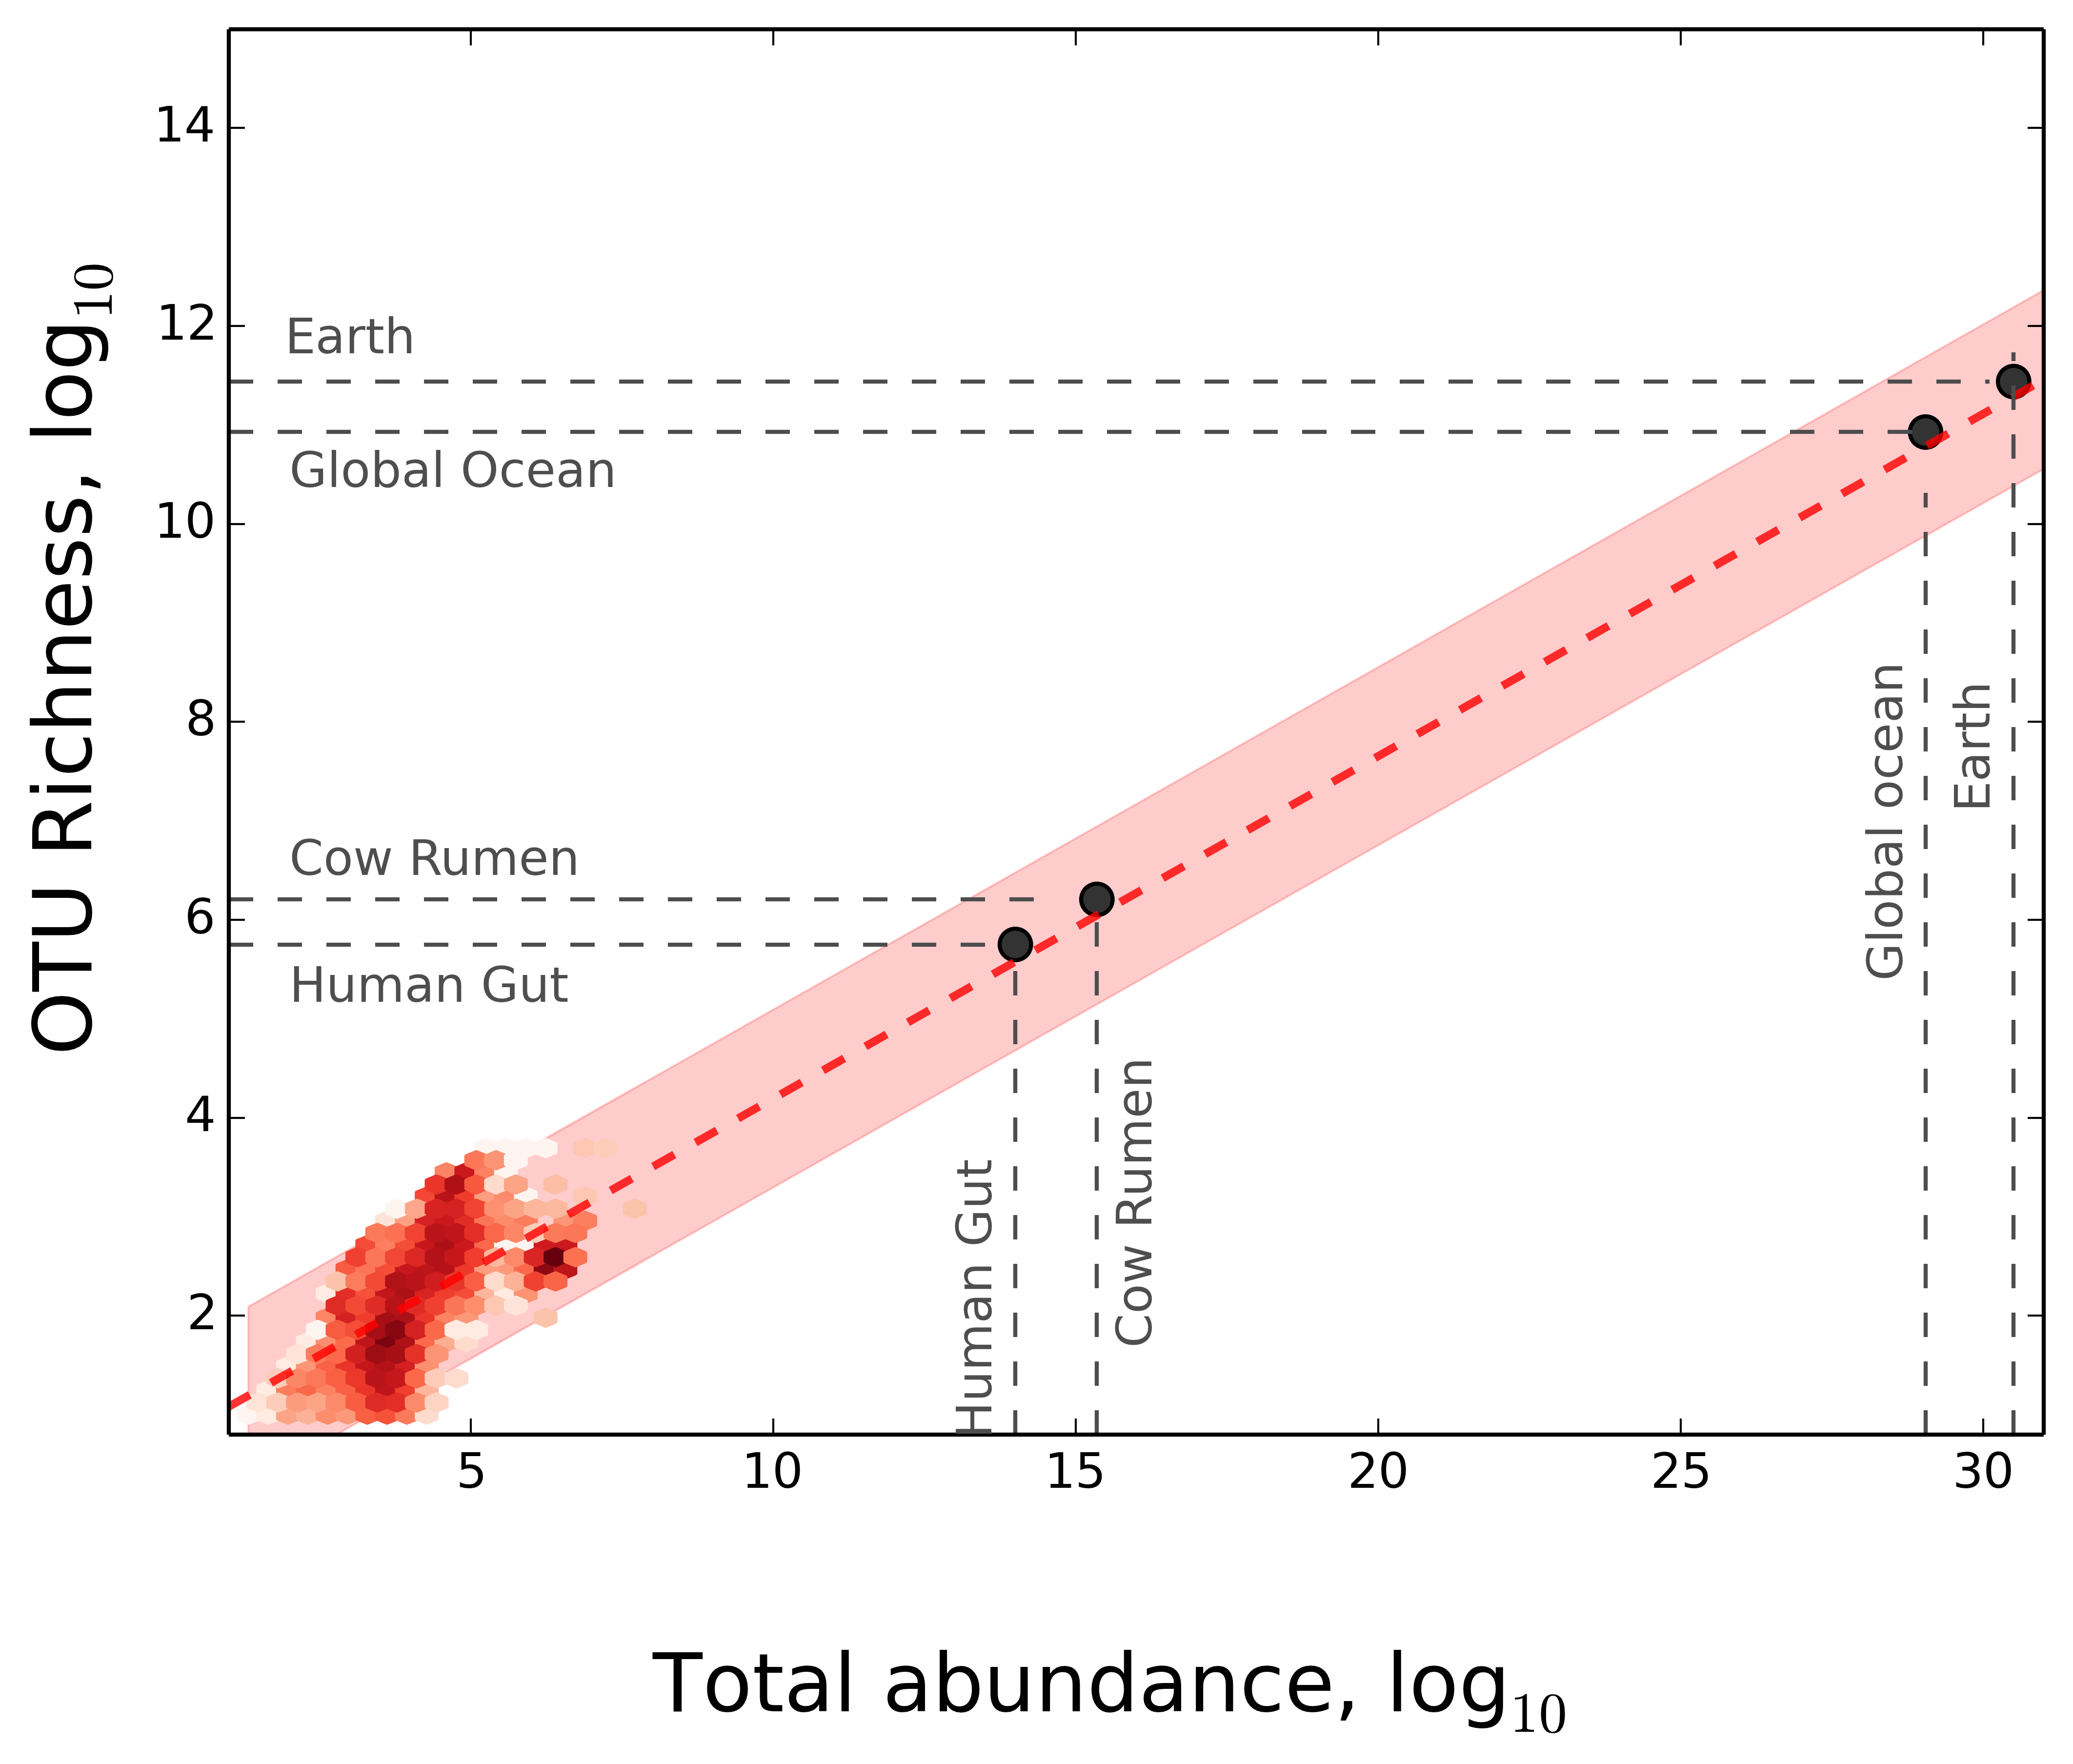 OTU Richness, log10
14
12
10
8
6
4
2
Earth
Global Ocean
Cow Rumen
Human Gut
Human Gut
Cow Rumen
Global ocean
Earth
5
10
15
20
25
30
Total abundance, log10